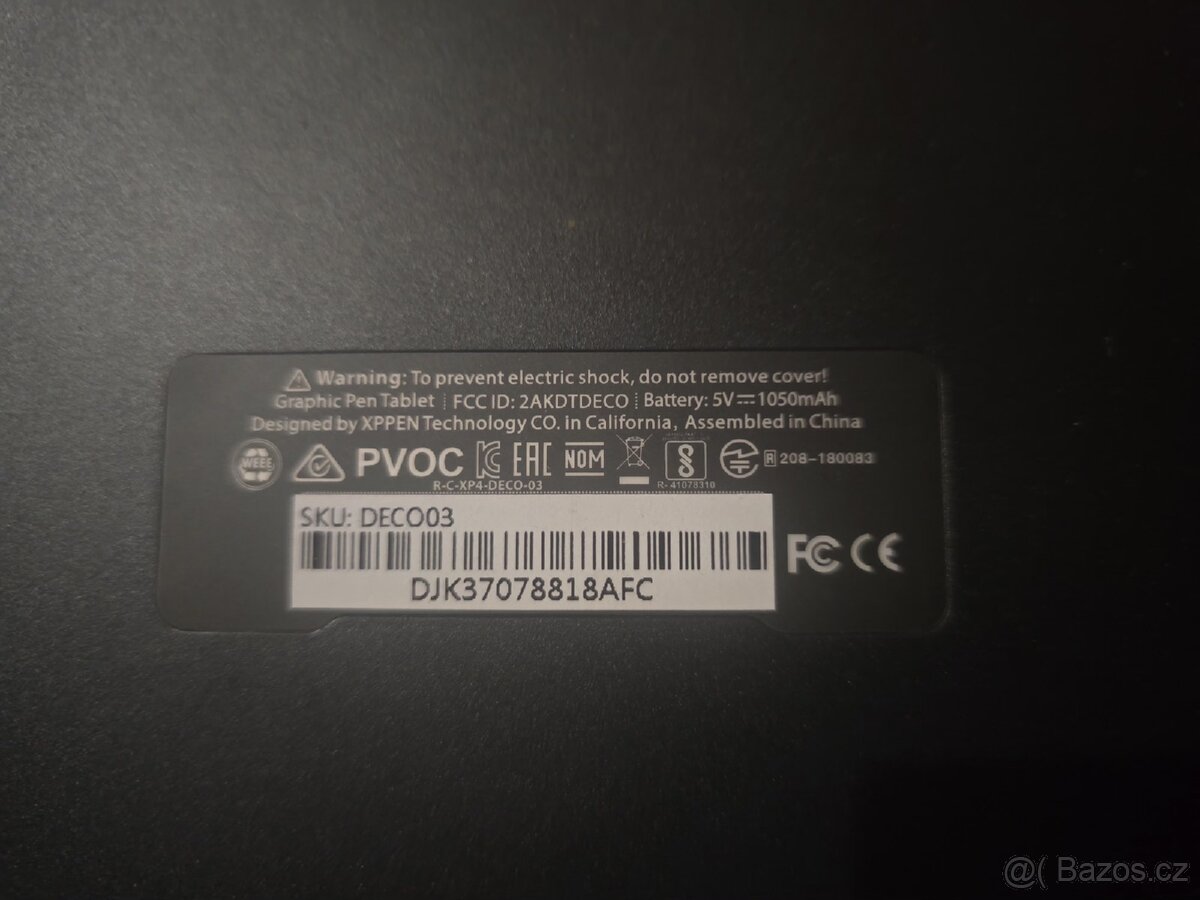 Warning: To prevent electric shock, do not remove cover!
Graphic Pen Tablet FCC ID: 2AKDTDECO Battery: 5V 1050mAh
Designed by XPPEN Technology CO. in California, Assembled in China
WEEE PVOC EAC NOM R 208-180083
R-C-XP4-DECO-03 R- 41078310
SKU: DECO03
DJK37078818AFC
FC CE
@( Bazos.cz